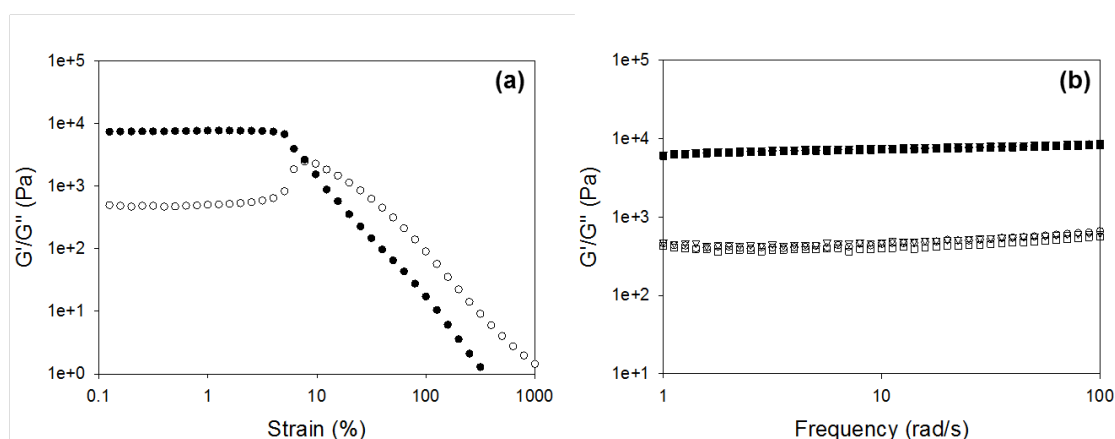 (a)
G'/G" (Pa)
1e+5
1e+4
1e+3
1e+2
1e+1
1e+0
0.1 1 10 100 1000
Strain (%)
(b)
G'/G" (Pa)
1e+5
1e+4
1e+3
1e+2
1e+1
1 10 100
Frequency (rad/s)